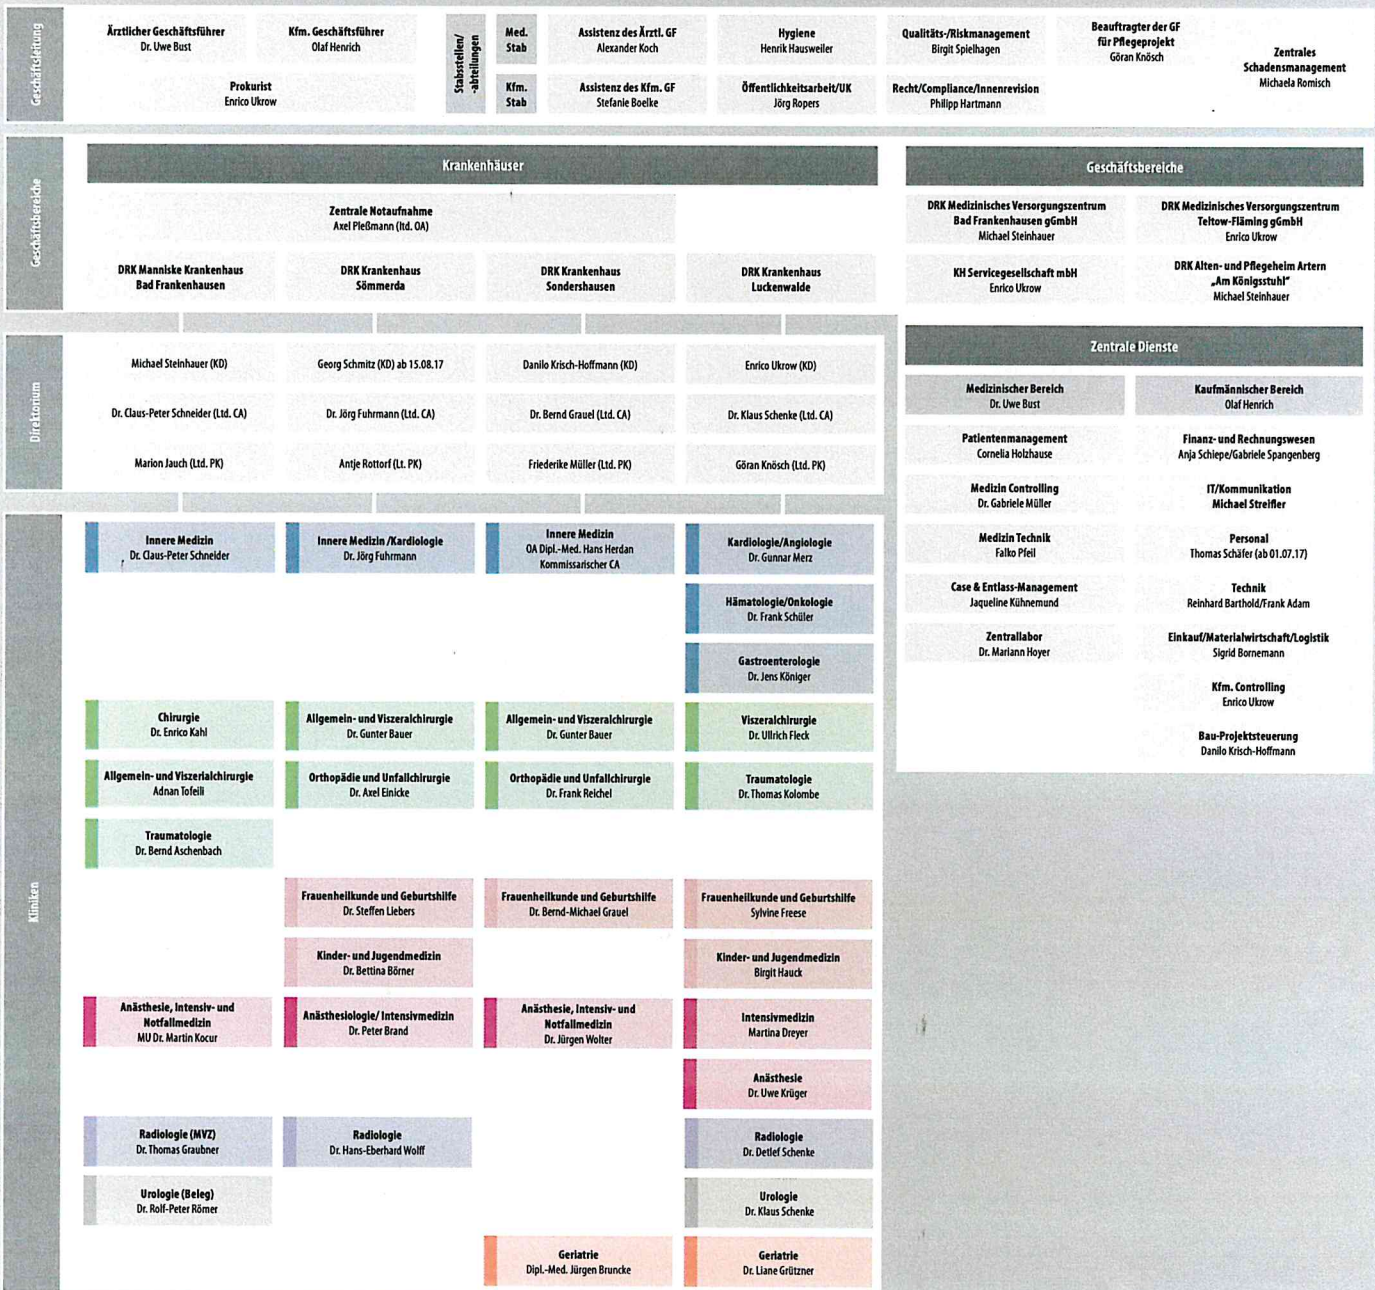 Geschäftsleitung
Ärztlicher Geschäftsführer
Dr. Uwe Bust
Kfm. Geschäftsführer
Olaf Henrich
Prokurist
Enrico Ukrow
Stabsstellen/
-abteilungen
Med.
Stab
Assistenz des Ärztl. GF
Alexander Koch
Hygiene
Henrik Hausweiler
Qualitäts-/Riskmanagement
Birgit Spielhagen
Beauftragter der GF
für Pflegeprojekt
Göran Knösch
Zentrales
Schadensmanagement
Michaela Romisch
Kfm.
Stab
Assistenz des Kfm. GF
Stefanie Boelke
Öffentlichkeitsarbeit/UK
Jörg Ropers
Recht/Compliance/Innenrevision
Philipp Hartmann
Geschäftsbereiche
Krankenhäuser
Zentrale Notaufnahme
Axel Pleßmann (ltd. OA)
DRK Manniske Krankenhaus
Bad Frankenhausen
DRK Krankenhaus
Sömmerda
DRK Krankenhaus
Sondershausen
DRK Krankenhaus
Luckenwalde
Geschäftsbereiche
DRK Medizinisches Versorgungszentrum
Bad Frankenhausen gGmbH
Michael Steinhauer
DRK Medizinisches Versorgungszentrum
Teltow-Fläming gGmbH
Enrico Ukrow
KH Servicegesellschaft mbH
Enrico Ukrow
DRK Alten- und Pflegeheim Artern
„Am Königsstuhl"
Michael Steinhauer
Direktorium
Michael Steinhauer (KD)
Georg Schmitz (KD) ab 15.08.17
Danilo Krisch-Hoffmann (KD)
Enrico Ukrow (KD)
Dr. Claus-Peter Schneider (Ltd. CA)
Dr. Jörg Fuhrmann (Ltd. CA)
Dr. Bernd Grauel (Ltd. CA)
Dr. Klaus Schenke (Ltd. CA)
Marion Jauch (Ltd. PK)
Antje Rottorf (Lt. PK)
Friederike Müller (Ltd. PK)
Göran Knösch (Ltd. PK)
Zentrale Dienste
Medizinischer Bereich
Dr. Uwe Bust
Kaufmännischer Bereich
Olaf Henrich
Patientenmanagement
Cornelia Holzhause
Finanz- und Rechnungswesen
Anja Schiepe/Gabriele Spangenberg
Medizin Controlling
Dr. Gabriele Müller
IT/Kommunikation
Michael Streifler
Medizin Technik
Falko Pfeil
Personal
Thomas Schäfer (ab 01.07.17)
Case & Entlass-Management
Jaqueline Kühnemund
Technik
Reinhard Barthold/Frank Adam
Zentrallabor
Dr. Mariann Hoyer
Einkauf/Materialwirtschaft/Logistik
Sigrid Bornemann
Kfm. Controlling
Enrico Ukrow
Bau-Projektsteuerung
Danilo Krisch-Hoffmann
Kliniken
Innere Medizin
Dr. Claus-Peter Schneider
Innere Medizin /Kardiologie
Dr. Jörg Fuhrmann
Innere Medizin
OA Dipl.-Med. Hans Herdan
Kommissarischer CA
Kardiologie/Angiologie
Dr. Gunnar Merz
Hämatologie/Onkologie
Dr. Frank Schüler
Gastroenterologie
Dr. Jens Königer
Chirurgie
Dr. Enrico Kahl
Allgemein- und Viszeralchirurgie
Dr. Gunter Bauer
Allgemein- und Viszeralchirurgie
Dr. Gunter Bauer
Viszeralchirurgie
Dr. Ullrich Fleck
Allgemein- und Viszerialchirurgie
Adnan Tofeili
Orthopädie und Unfallchirurgie
Dr. Axel Einicke
Orthopädie und Unfallchirurgie
Dr. Frank Reichel
Traumatologie
Dr. Thomas Kolombe
Traumatologie
Dr. Bernd Aschenbach
Frauenheilkunde und Geburtshilfe
Dr. Steffen Liebers
Frauenheilkunde und Geburtshilfe
Dr. Bernd-Michael Grauel
Frauenheilkunde und Geburtshilfe
Sylvine Freese
Kinder- und Jugendmedizin
Dr. Bettina Börner
Kinder- und Jugendmedizin
Birgit Hauck
Anästhesie, Intensiv- und
Notfallmedizin
MU Dr. Martin Kocur
Anästhesiologie/ Intensivmedizin
Dr. Peter Brand
Anästhesie, Intensiv- und
Notfallmedizin
Dr. Jürgen Wolter
Intensivmedizin
Martina Dreyer
Anästhesie
Dr. Uwe Krüger
Radiologie (MVZ)
Dr. Thomas Graubner
Radiologie
Dr. Hans-Eberhard Wolff
Radiologie
Dr. Detlef Schenke
Urologie (Beleg)
Dr. Rolf-Peter Römer
Urologie
Dr. Klaus Schenke
Geriatrie
Dipl.-Med. Jürgen Bruncke
Geriatrie
Dr. Liane Grützner